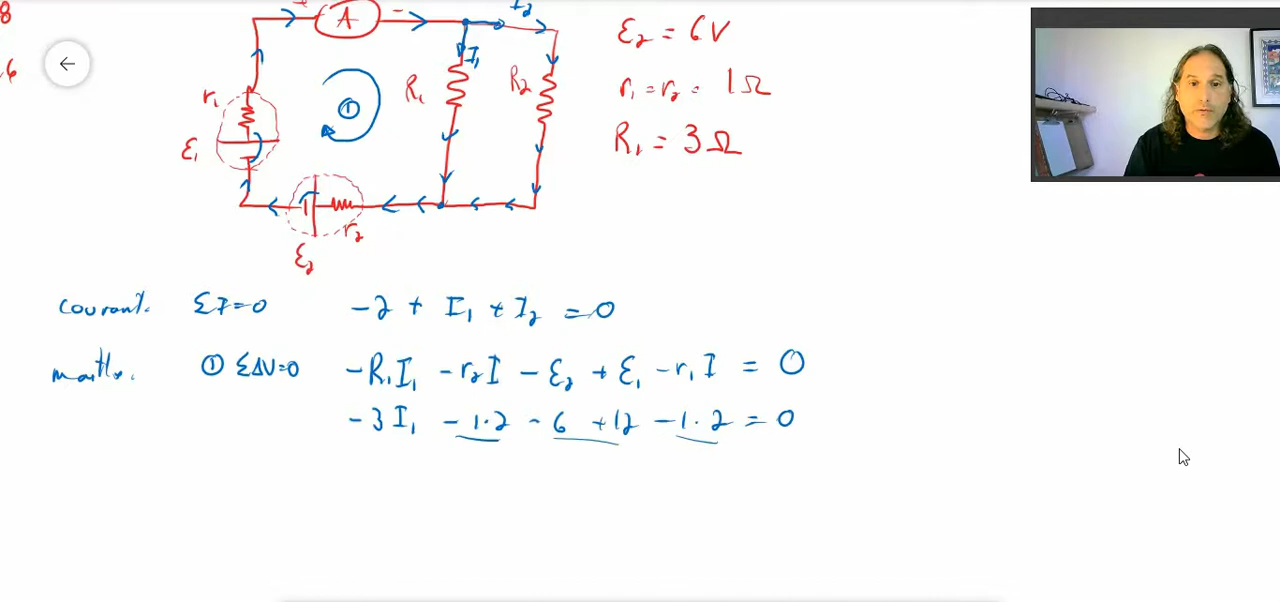 8
,6
+ A -
I2
ε2 = 6V
I1
r1
R1
R2
r1 = r2 = 1Ω
①
R1 = 3Ω
ε1
r2
ε2
courant. ΣI=0 -2 + I1 + I2 = 0
① ΣΔV=0 -R1I1 - r2I - ε2 + ε1 - r1I = 0
-3I1 - 1·2 - 6 + 12 - 1·2 = 0